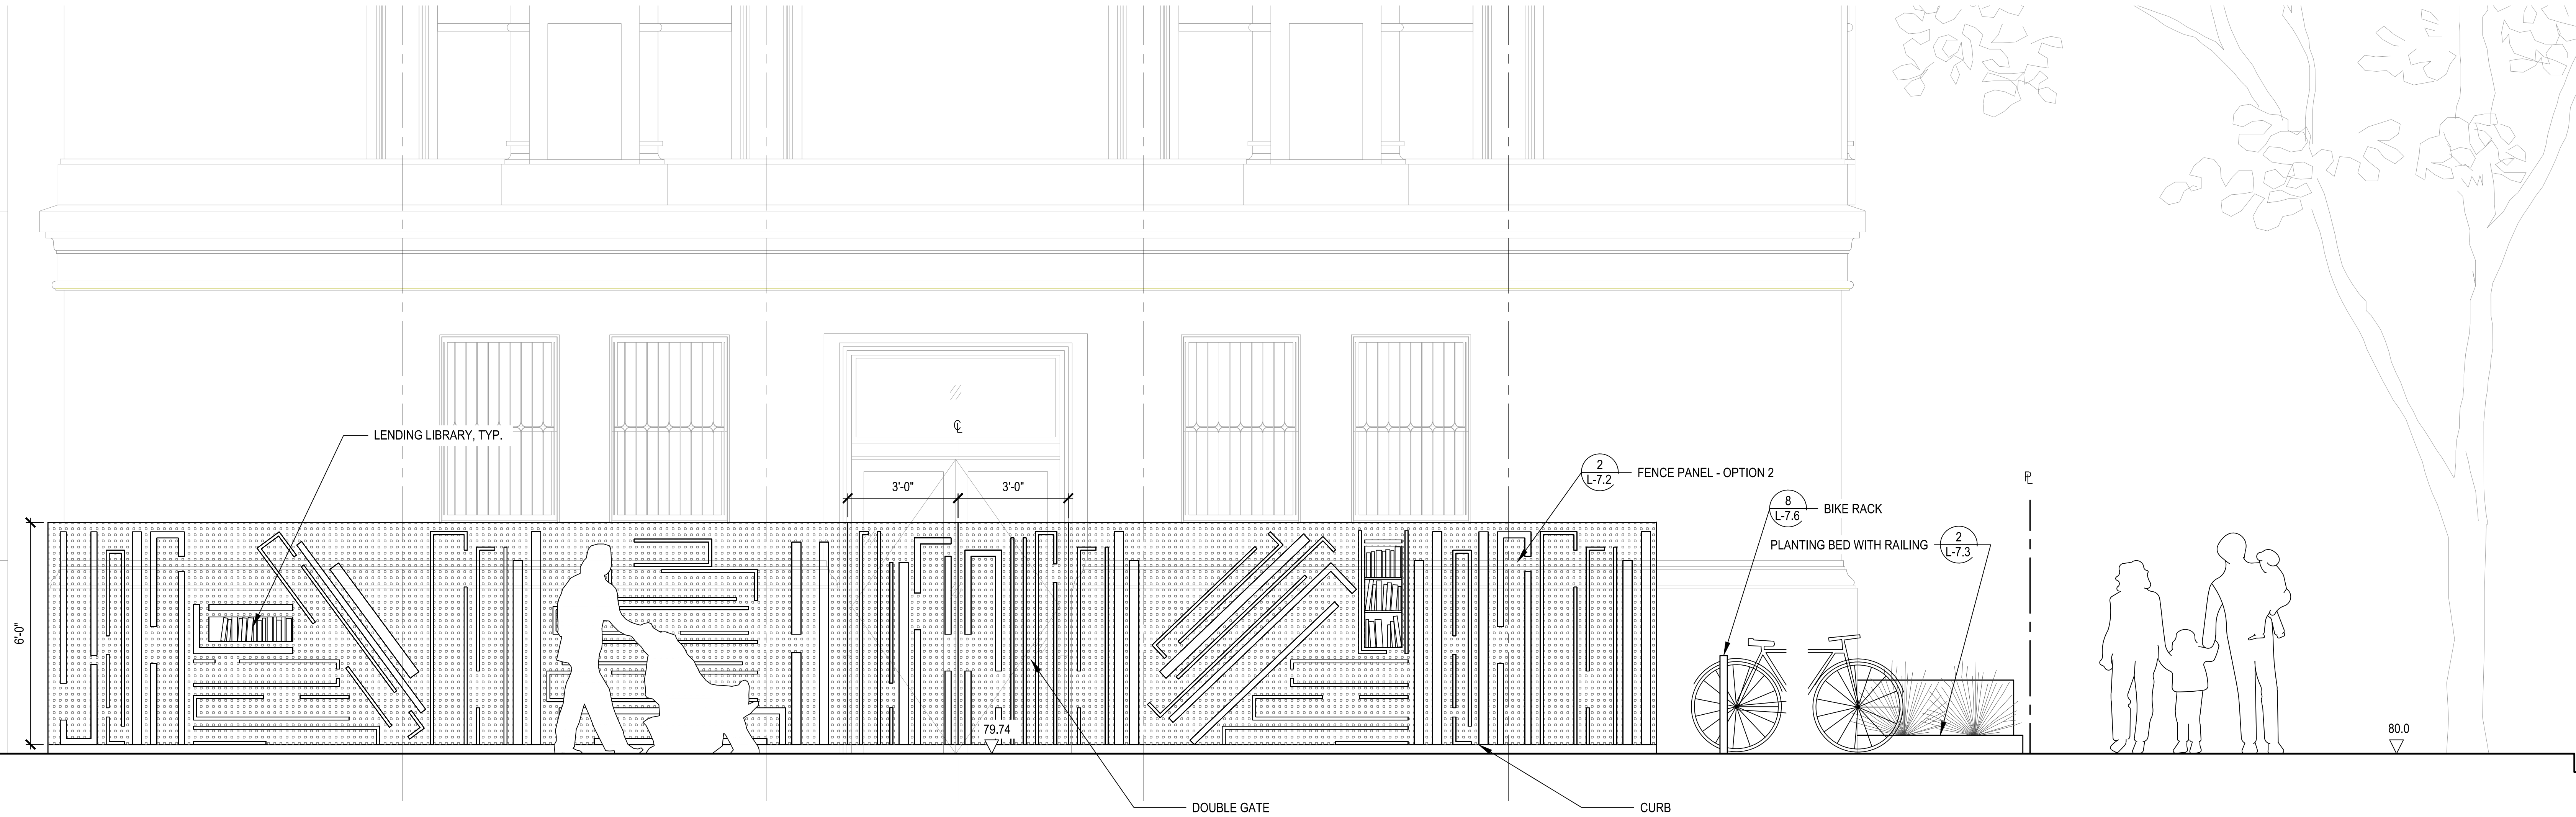 LENDING LIBRARY, TYP.
℄
3'-0" 3'-0"
2
L-7.2
FENCE PANEL - OPTION 2
8
L-7.6
BIKE RACK
PLANTING BED WITH RAILING
2
L-7.3
PL
6'-0"
79.74
80.0
DOUBLE GATE
CURB